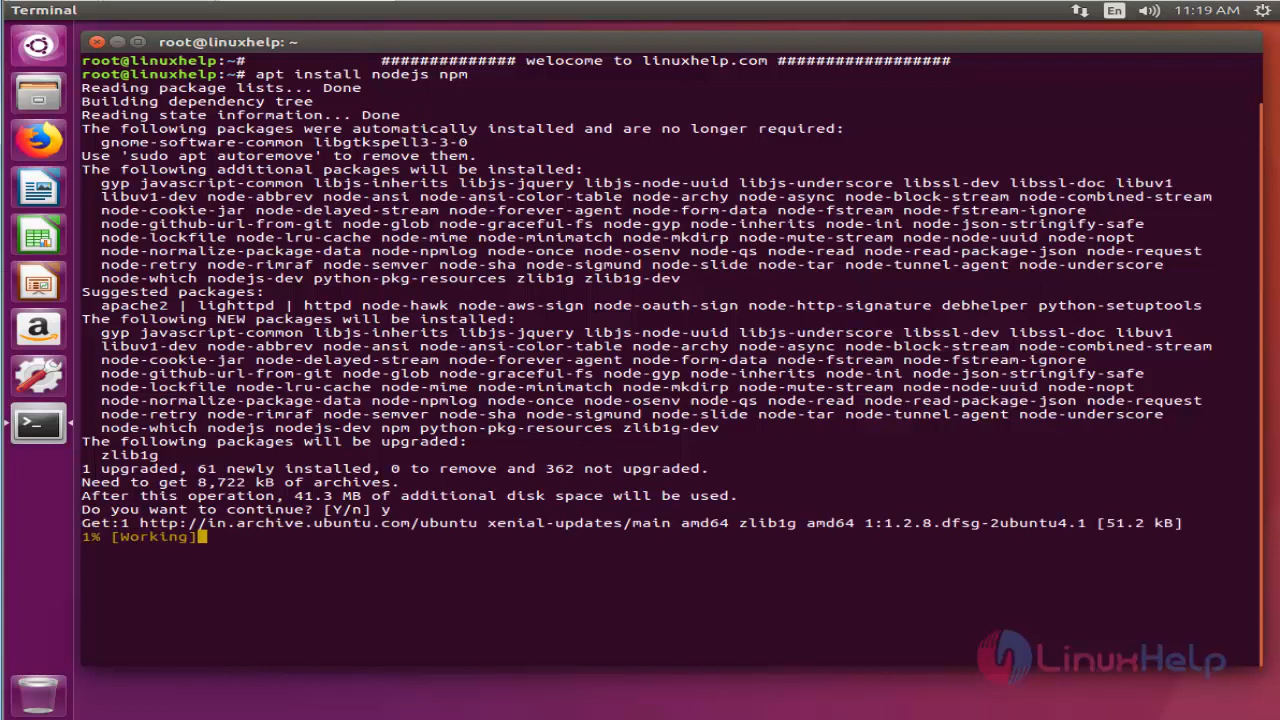 Terminal
En
11:19 AM
root@linuxhelp: ~
root@linuxhelp:~# ############## welocome to linuxhelp.com #################
root@linuxhelp:~# apt install nodejs npm
Reading package lists... Done
Building dependency tree
Reading state information... Done
The following packages were automatically installed and are no longer required:
gnome-software-common libgtkspell3-3-0
Use 'sudo apt autoremove' to remove them.
The following additional packages will be installed:
gyp javascript-common libjs-inherits libjs-jquery libjs-node-uuid libjs-underscore libssl-dev libssl-doc libuv1
libuv1-dev node-abbrev node-ansi node-ansi-color-table node-archy node-async node-block-stream node-combined-stream
node-cookie-jar node-delayed-stream node-forever-agent node-form-data node-fstream node-fstream-ignore
node-github-url-from-git node-glob node-graceful-fs node-gyp node-inherits node-ini node-json-stringify-safe
node-lockfile node-lru-cache node-mime node-minimatch node-mkdirp node-mute-stream node-node-uuid node-nopt
node-normalize-package-data node-npmlog node-once node-osenv node-qs node-read node-read-package-json node-request
node-retry node-rimraf node-semver node-sha node-sigmund node-slide node-tar node-tunnel-agent node-underscore
node-which nodejs-dev python-pkg-resources zlib1g zlib1g-dev
Suggested packages:
apache2 | lighttpd | httpd node-hawk node-aws-sign node-oauth-sign node-http-signature debhelper python-setuptools
The following NEW packages will be installed:
gyp javascript-common libjs-inherits libjs-jquery libjs-node-uuid libjs-underscore libssl-dev libssl-doc libuv1
libuv1-dev node-abbrev node-ansi node-ansi-color-table node-archy node-async node-block-stream node-combined-stream
node-cookie-jar node-delayed-stream node-forever-agent node-form-data node-fstream node-fstream-ignore
node-github-url-from-git node-glob node-graceful-fs node-gyp node-inherits node-ini node-json-stringify-safe
node-lockfile node-lru-cache node-mime node-minimatch node-mkdirp node-mute-stream node-node-uuid node-nopt
node-normalize-package-data node-npmlog node-once node-osenv node-qs node-read node-read-package-json node-request
node-retry node-rimraf node-semver node-sha node-sigmund node-slide node-tar node-tunnel-agent node-underscore
node-which nodejs nodejs-dev npm python-pkg-resources zlib1g-dev
The following packages will be upgraded:
zlib1g
1 upgraded, 61 newly installed, 0 to remove and 362 not upgraded.
Need to get 8,722 kB of archives.
After this operation, 41.3 MB of additional disk space will be used.
Do you want to continue? [Y/n] y
Get:1 http://in.archive.ubuntu.com/ubuntu xenial-updates/main amd64 zlib1g amd64 1:1.2.8.dfsg-2ubuntu4.1 [51.2 kB]
1% [Working]
LinuxHelp